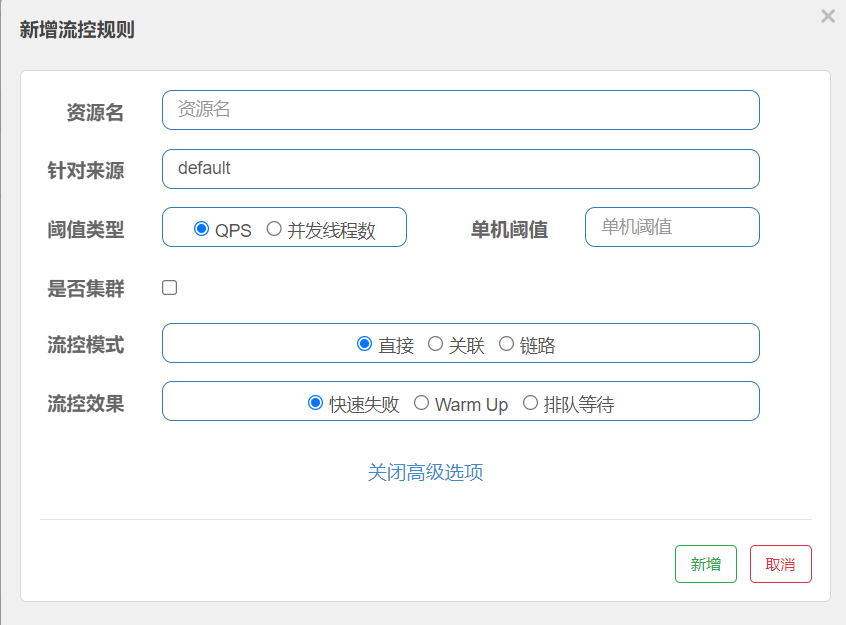 新增流控规则 ×
资源名 资源名
针对来源 default
阈值类型 QPS 并发线程数 单机阈值 单机阈值
是否集群
流控模式 直接 关联 链路
流控效果 快速失败 Warm Up 排队等待
关闭高级选项
新增 取消